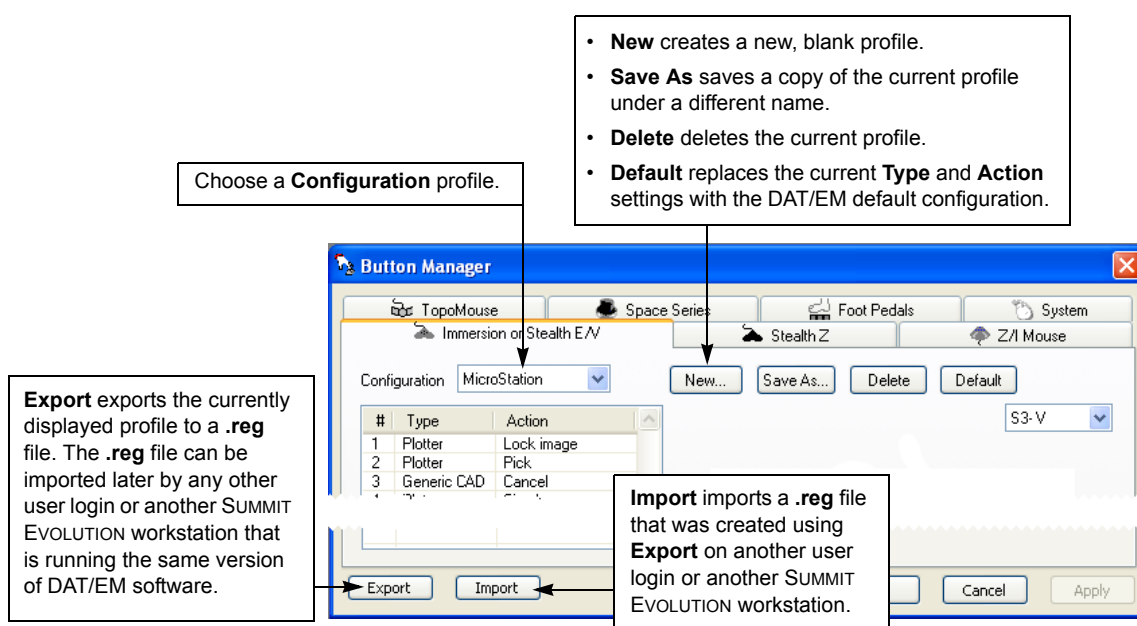 • New creates a new, blank profile.
• Save As saves a copy of the current profile
under a different name.
• Delete deletes the current profile.
• Default replaces the current Type and Action
settings with the DAT/EM default configuration.
Choose a Configuration profile.
Button Manager
TopoMouse
Space Series
Foot Pedals
System
Immersion or Stealth E/V
Stealth Z
Z/I Mouse
Configuration
MicroStation
New...
Save As...
Delete
Default
S3-V
# Type Action
1 Plotter Lock image
2 Plotter Pick
3 Generic CAD Cancel
Export exports the currently
displayed profile to a .reg
file. The .reg file can be
imported later by any other
user login or another SUMMIT
EVOLUTION workstation that
is running the same version
of DAT/EM software.
Import imports a .reg file
that was created using
Export on another user
login or another SUMMIT
EVOLUTION workstation.
Export
Import
Cancel
Apply